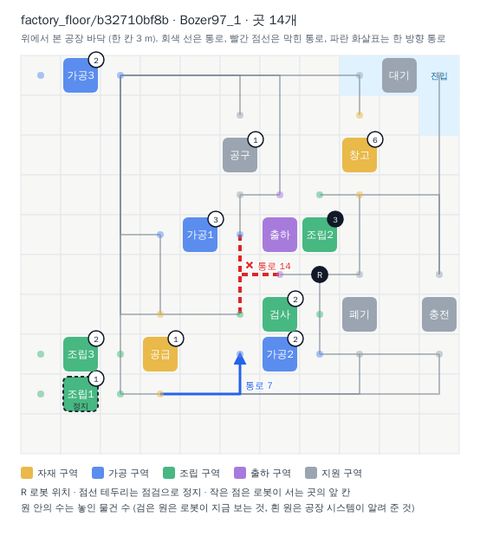 factory_floor/b32710bf8b · Bozer97_1 · 곳 14개
위에서 본 공장 바닥 (한 칸 3 m). 회색 선은 통로, 빨간 점선은 막힌 통로, 파란 화살표는 한 방향 통로
가공3 2
대기
진입
공구 1
창고 6
가공1 3
출하
조립2 3
✕ 통로 14
R
검사 2
폐기
충전
조립3 2
공급 1
가공2 2
조립1 1
정지
통로 7
자재 구역 가공 구역 조립 구역 출하 구역 지원 구역
R 로봇 위치 · 점선 테두리는 점검으로 정지 · 작은 점은 로봇이 서는 곳의 앞 칸
원 안의 수는 놓인 물건 수 (검은 원은 로봇이 지금 보는 것, 흰 원은 공장 시스템이 알려 준 것)